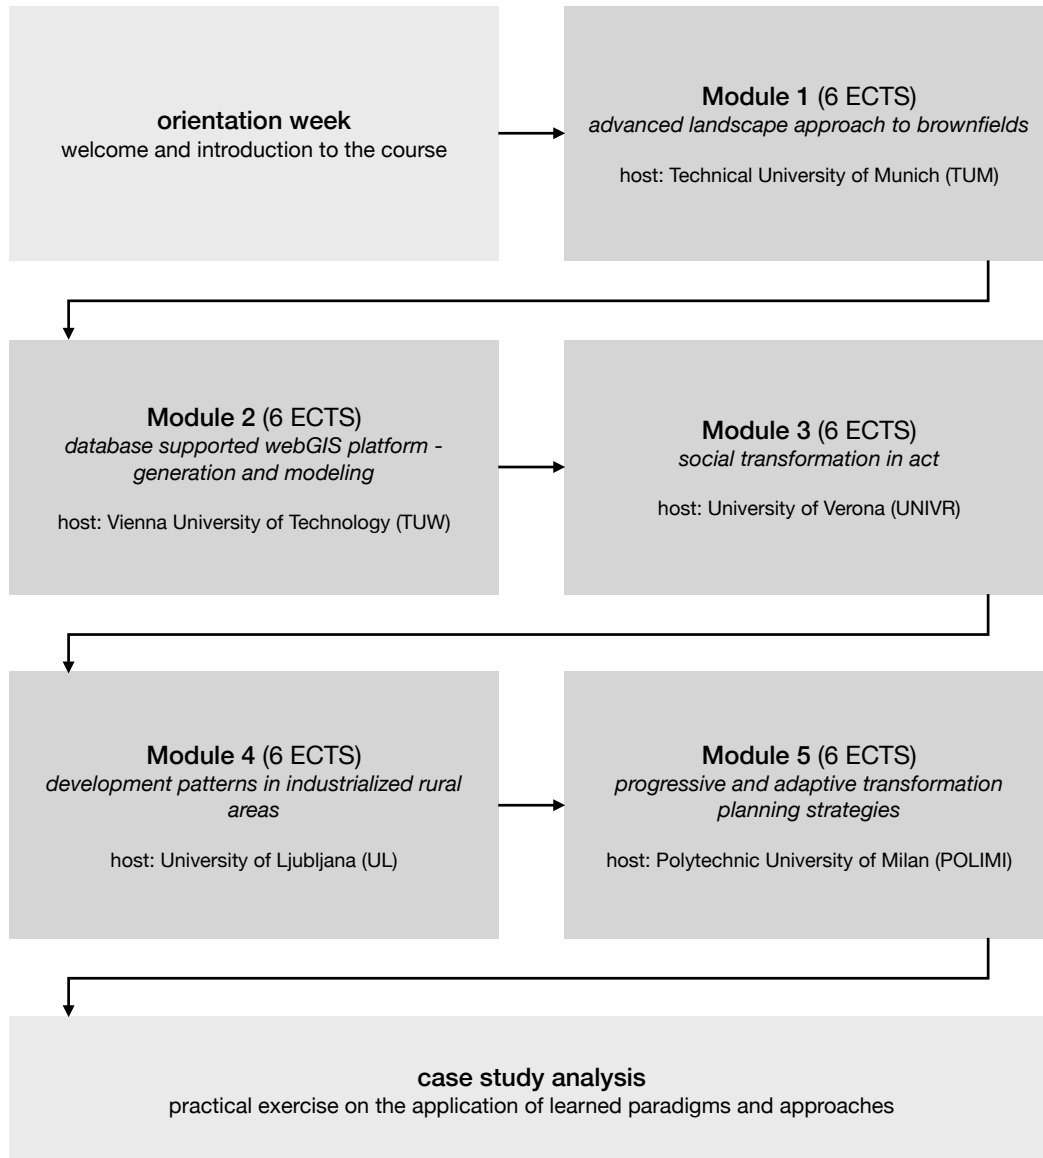 orientation week
welcome and introduction to the course
Module 1 (6 ECTS)
advanced landscape approach to brownfields
host: Technical University of Munich (TUM)
Module 2 (6 ECTS)
database supported webGIS platform -
generation and modeling
host: Vienna University of Technology (TUW)
Module 3 (6 ECTS)
social transformation in act
host: University of Verona (UNIVR)
Module 4 (6 ECTS)
development patterns in industrialized rural
areas
host: University of Ljubljana (UL)
Module 5 (6 ECTS)
progressive and adaptive transformation
planning strategies
host: Polytechnic University of Milan (POLIMI)
case study analysis
practical exercise on the application of learned paradigms and approaches